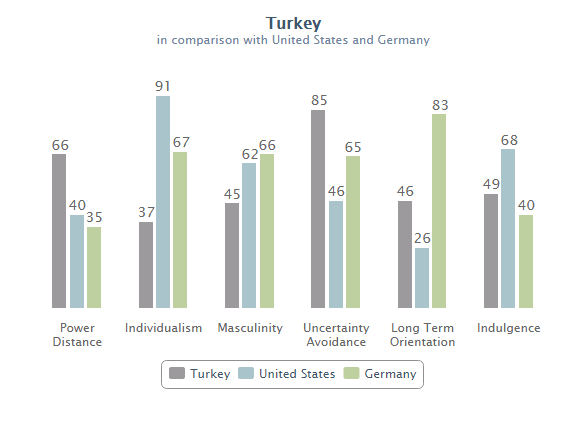 Turkey
in comparison with United States and Germany
66 40 35
37 91 67
45 62 66
85 46 65
46 26 83
49 68 40
Power Distance
Individualism
Masculinity
Uncertainty Avoidance
Long Term Orientation
Indulgence
Turkey United States Germany